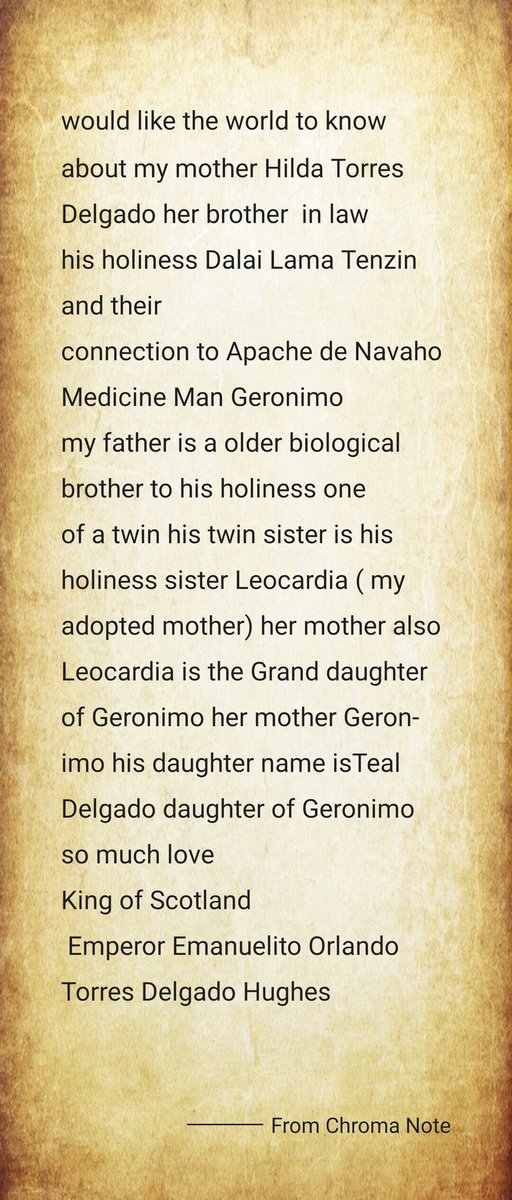 would like the world to know
about my mother Hilda Torres
Delgado her brother  in law
his holiness Dalai Lama Tenzin
and their
connection to Apache de Navaho
Medicine Man Geronimo
my father is a older biological
brother to his holiness one
of a twin his twin sister is his
holiness sister Leocardia ( my
adopted mother) her mother also
Leocardia is the Grand daughter
of Geronimo her mother Geron-
imo his daughter name isTeal
Delgado daughter of Geronimo
so much love
King of Scotland
Emperor Emanuelito Orlando
Torres Delgado Hughes
From Chroma Note